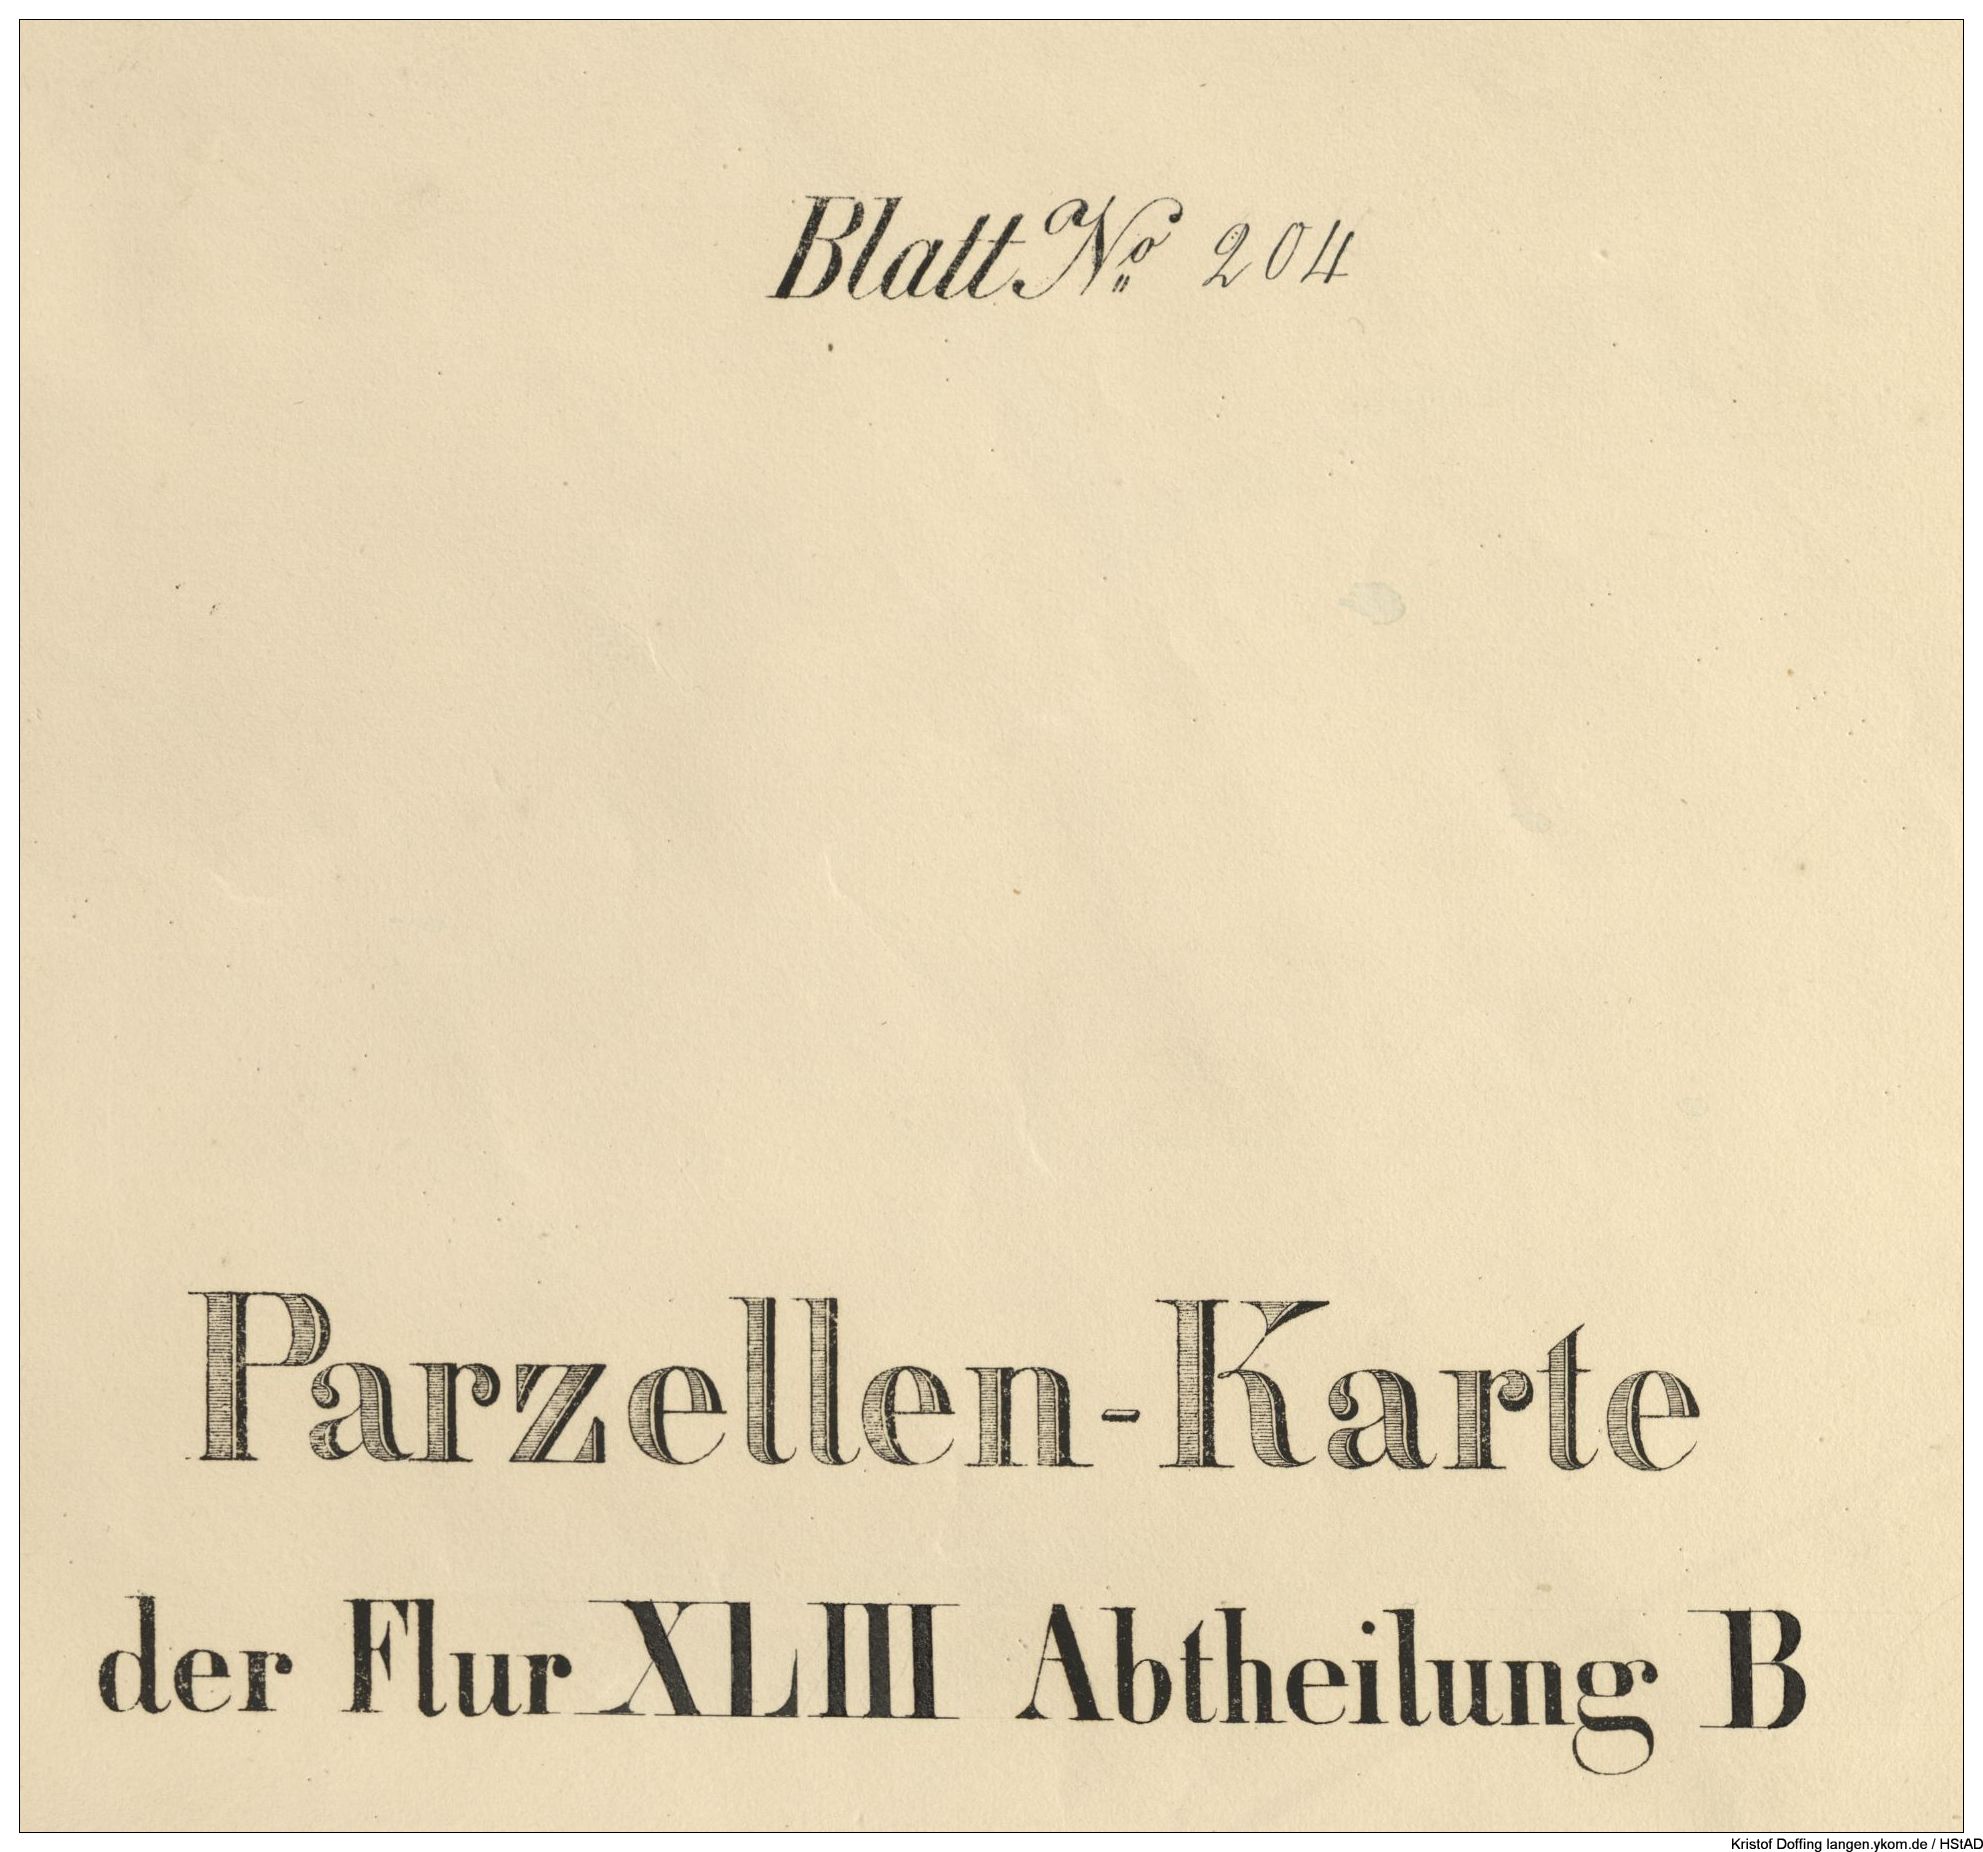 Blatt No 204
Parzellen-Karte
der Flur XLIII Abtheilung B
Kristof Doffing langen.ykom.de / HStAD